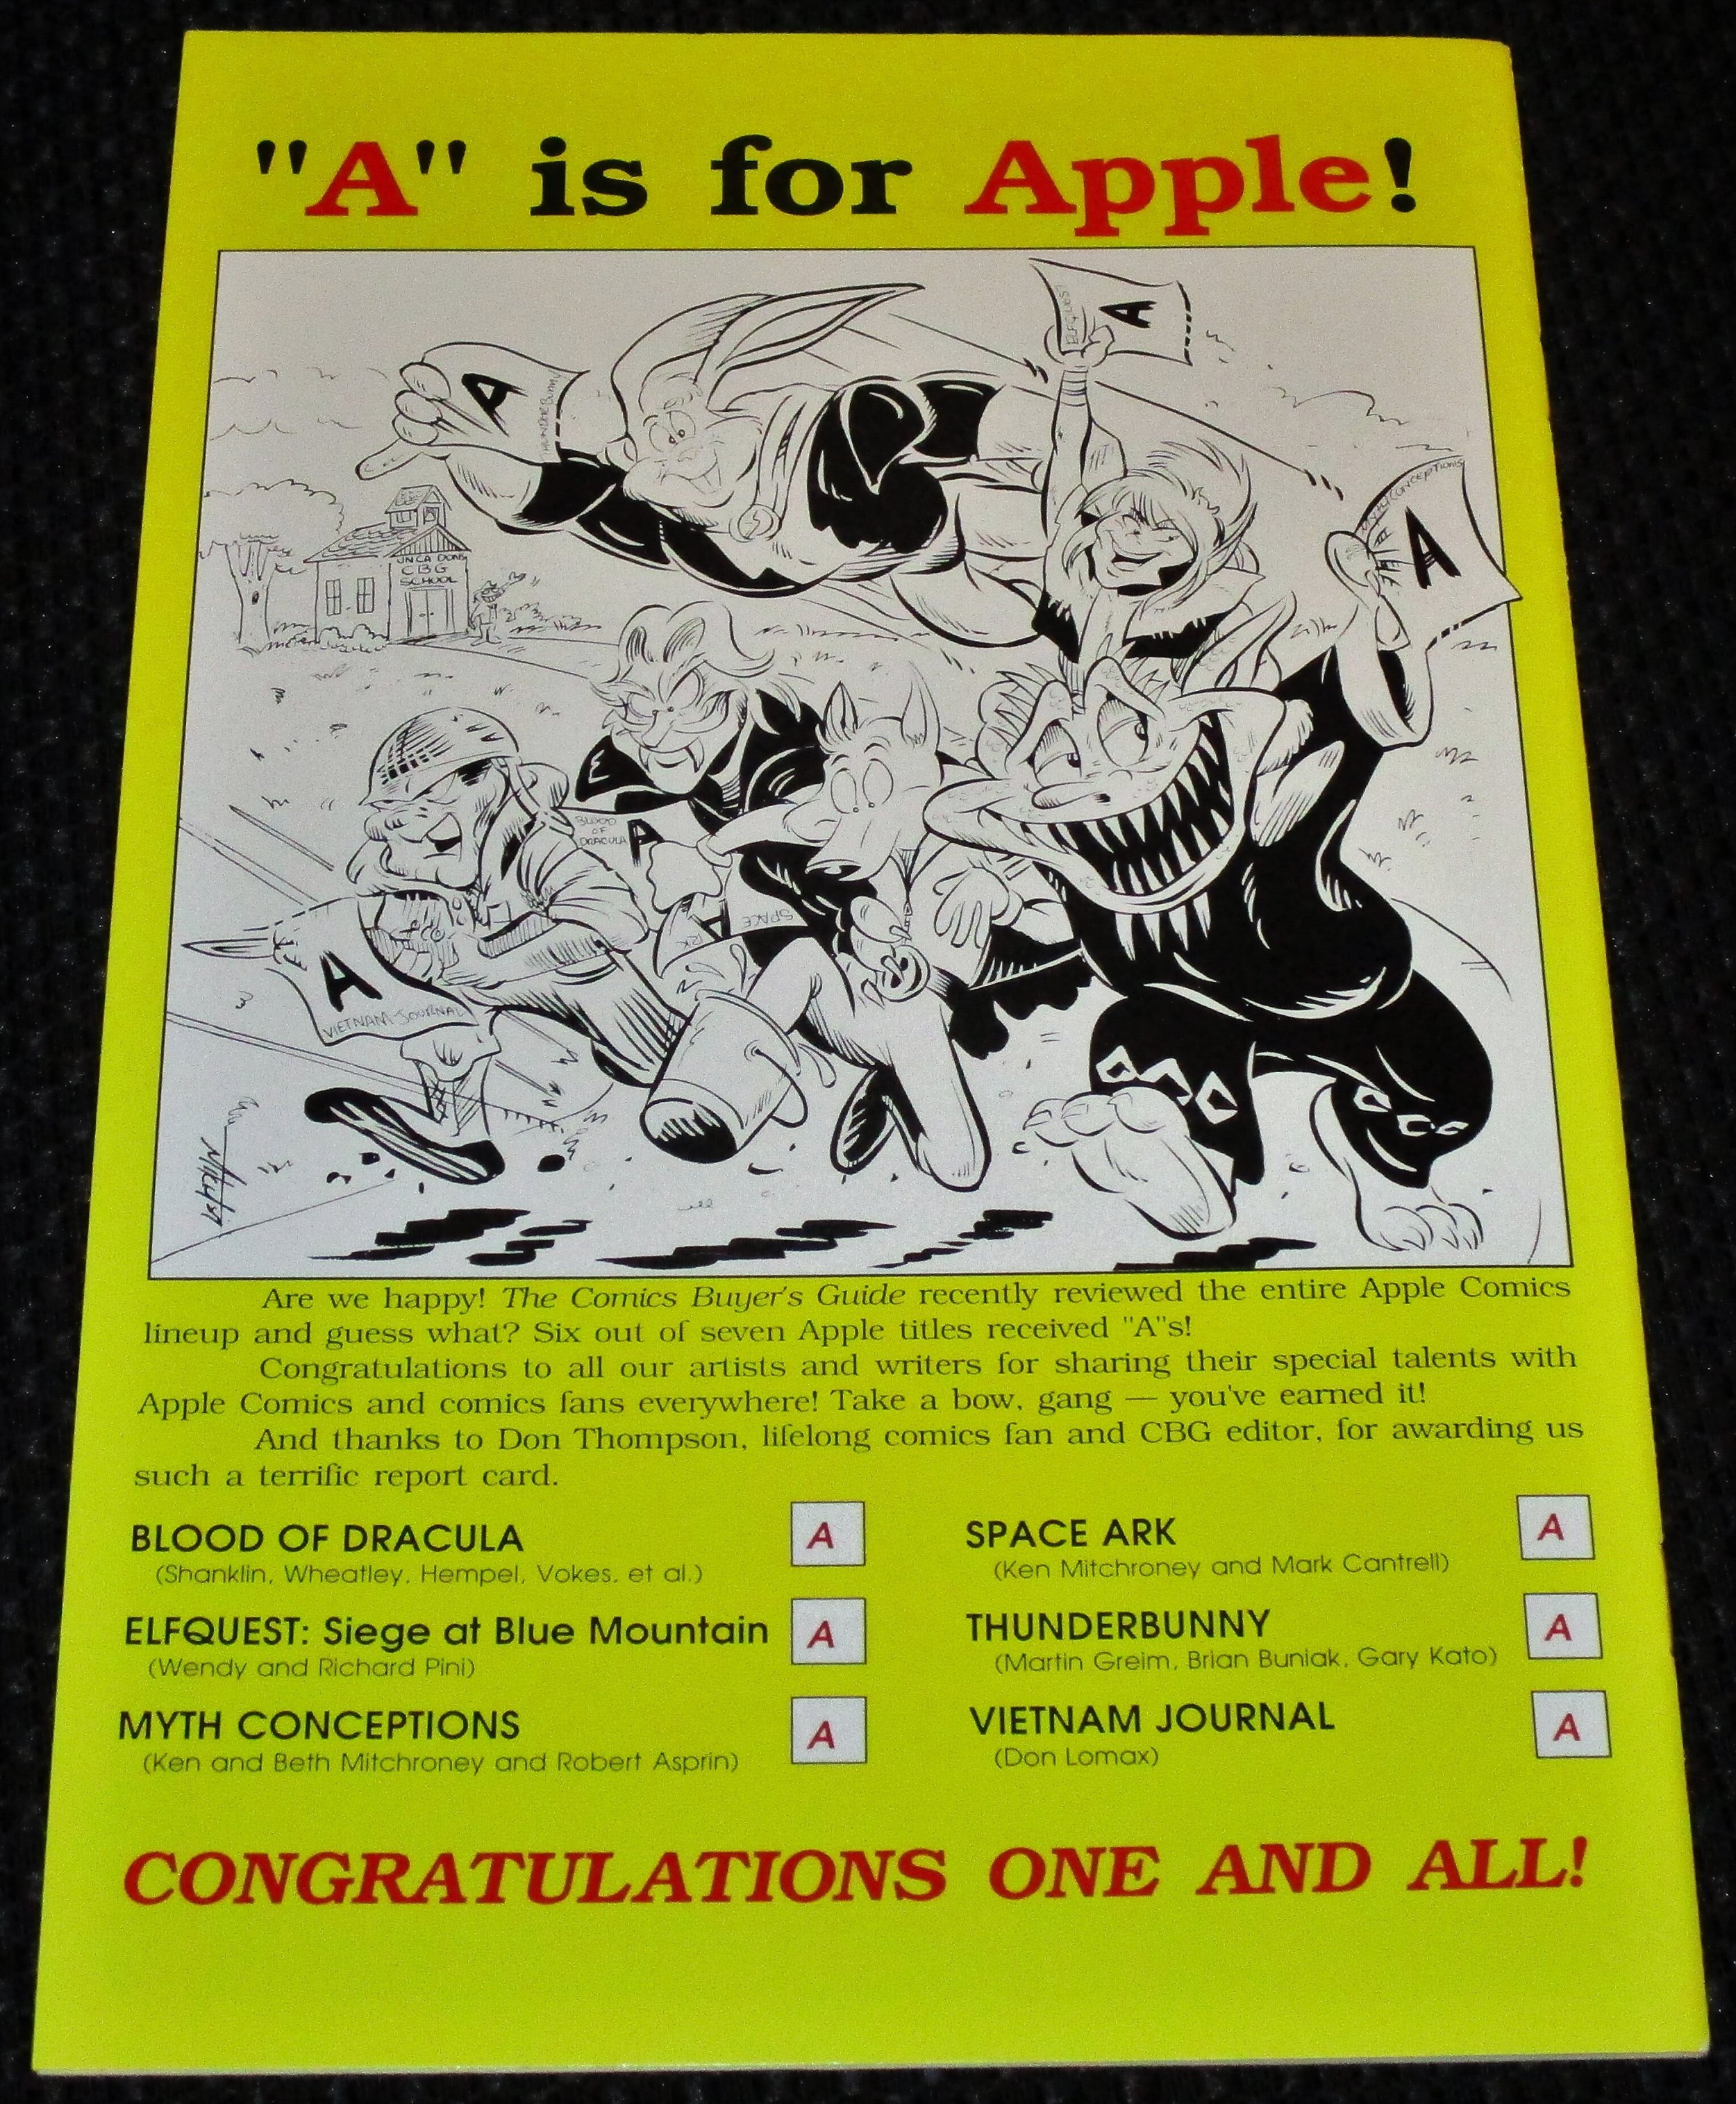 "A" is for Apple!
A
THUNDERBunny
A
ELFQUEST
A
MYTH CONCEPTIONS
UNCA DONS
CBG
SCHOOL
BLOOD
OF
DRACULA
A
SPACE
ARK
A
A
VIETNAM-JOURNAL
Are we happy! The Comics Buyer's Guide recently reviewed the entire Apple Comics
lineup and guess what? Six out of seven Apple titles received "A"s!
Congratulations to all our artists and writers for sharing their special talents with
Apple Comics and comics fans everywhere! Take a bow, gang — you've earned it!
And thanks to Don Thompson, lifelong comics fan and CBG editor, for awarding us
such a terrific report card.
BLOOD OF DRACULA A
(Shanklin, Wheatley, Hempel, Vokes, et al.)
ELFQUEST: Siege at Blue Mountain A
(Wendy and Richard Pini)
MYTH CONCEPTIONS A
(Ken and Beth Mitchroney and Robert Asprin)
SPACE ARK A
(Ken Mitchroney and Mark Cantrell)
THUNDERBUNNY A
(Martin Greim, Brian Buniak, Gary Kato)
VIETNAM JOURNAL A
(Don Lomax)
CONGRATULATIONS ONE AND ALL!